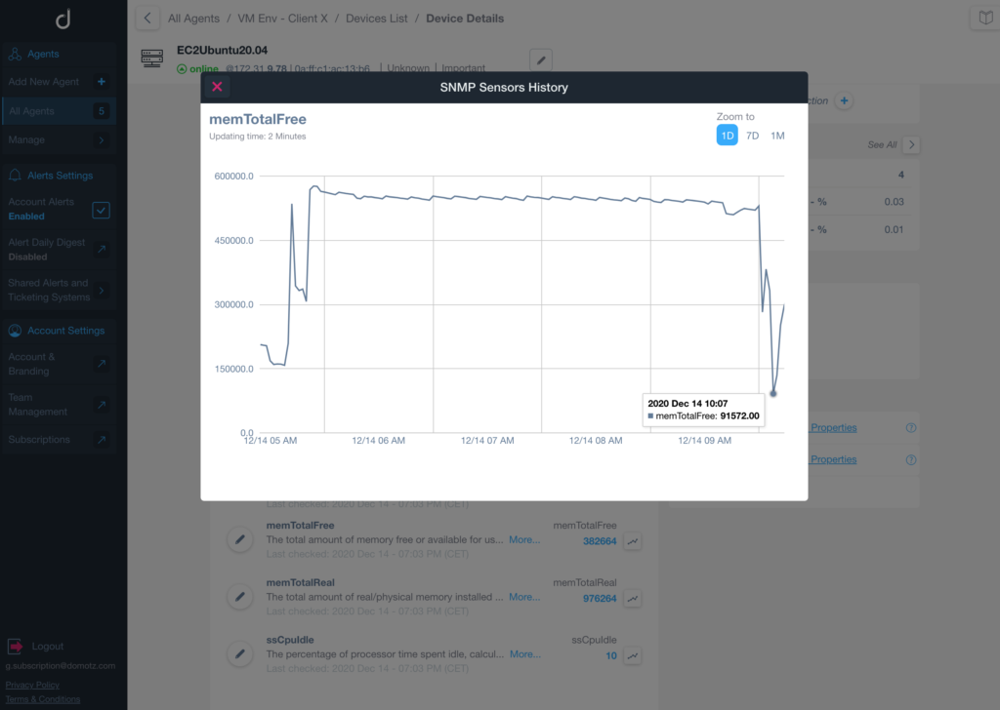 All Agents / VM Env - Client X / Devices List / Device Details
EC2Ubuntu20.04
online @172.31.9.78 | 0a:ff:c1:ac:13:b6 | Unknown | Important
Agents
Add New Agent +
All Agents 5
Manage
Alerts Settings
Account Alerts
Enabled
Alert Daily Digest
Disabled
Shared Alerts and
Ticketing Systems
Account Settings
Account &
Branding
Team
Management
Subscriptions
Logout
g.subscription@domotz.com
Privacy Policy
Terms & Conditions
SNMP Sensors History
memTotalFree
Updating time: 2 Minutes
Zoom to
1D 7D 1M
600000.0
450000.0
300000.0
150000.0
0.0
12/14 05 AM 12/14 06 AM 12/14 07 AM 12/14 08 AM 12/14 09 AM
2020 Dec 14 10:07
memTotalFree: 91572.00
ction +
See All
4
- % 0.03
- % 0.01
Properties ?
Properties ?
Last checked: 2020 Dec 14 - 07:03 PM (CET)
memTotalFree memTotalFree
The total amount of memory free or available for us... More... 382664
Last checked: 2020 Dec 14 - 07:03 PM (CET)
memTotalReal memTotalReal
The total amount of real/physical memory installed ... More... 976264
Last checked: 2020 Dec 14 - 07:03 PM (CET)
ssCpuIdle ssCpuIdle
The percentage of processor time spent idle, calcul... More... 10
Last checked: 2020 Dec 14 - 07:03 PM (CET)